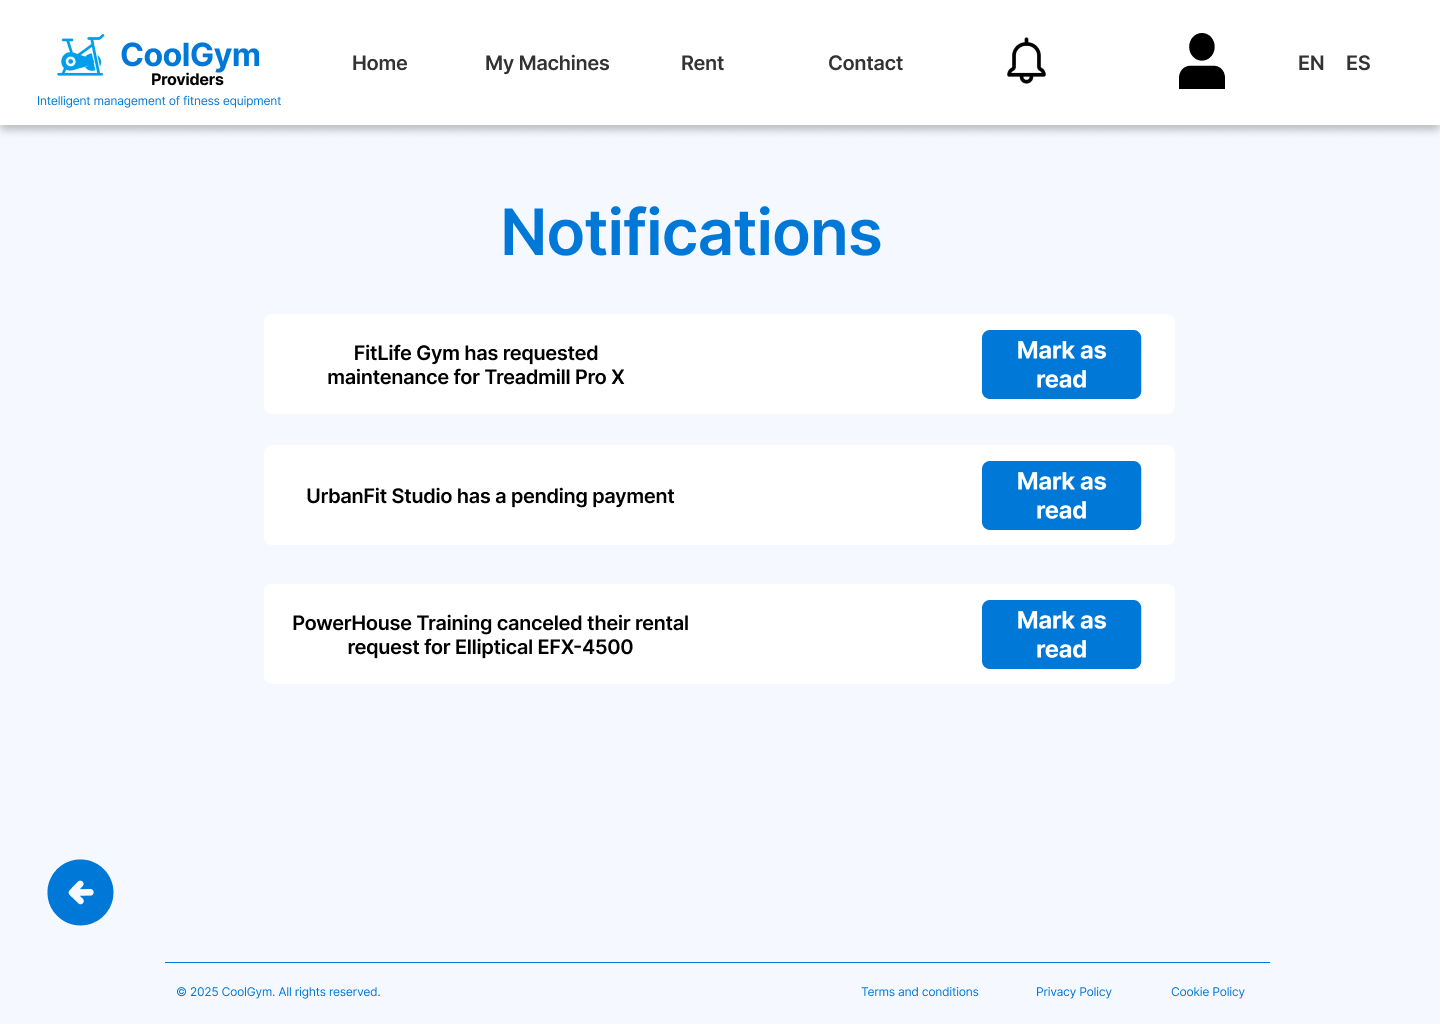 CoolGym
Providers
Intelligent management of fitness equipment
Home
My Machines
Rent
Contact
EN
ES
Notifications
FitLife Gym has requested
maintenance for Treadmill Pro X
Mark as
read
UrbanFit Studio has a pending payment
Mark as
read
PowerHouse Training canceled their rental
request for Elliptical EFX-4500
Mark as
read
© 2025 CoolGym. All rights reserved.
Terms and conditions
Privacy Policy
Cookie Policy